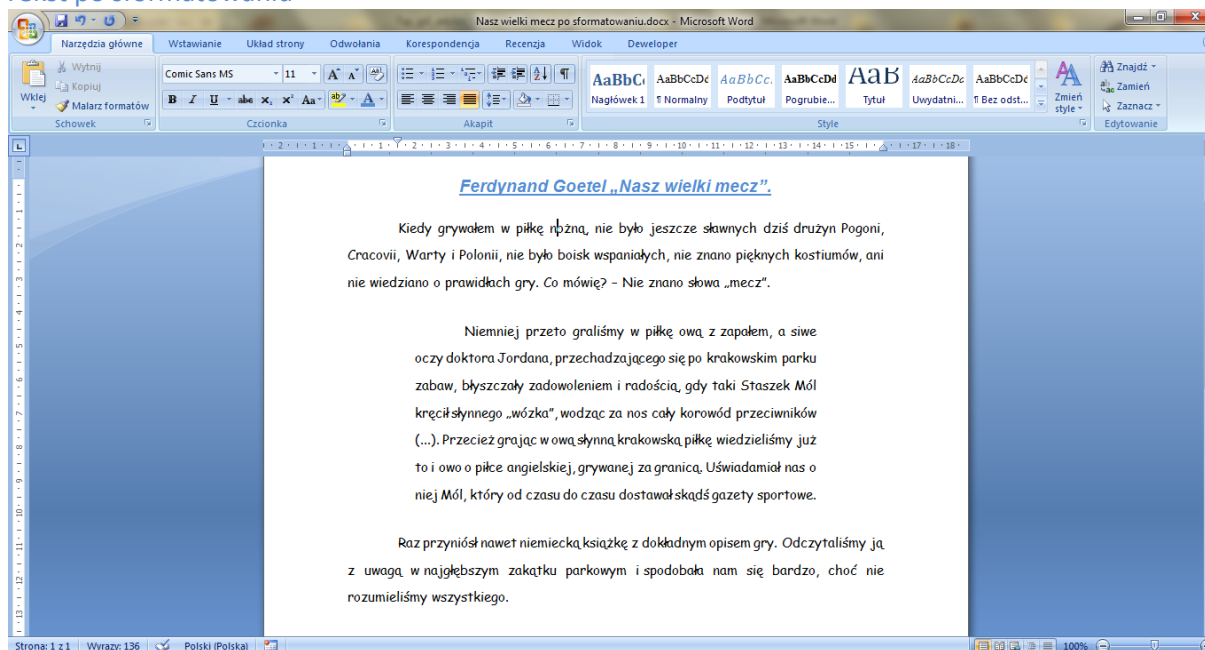 Tekst po sformatowaniu
Nasz wielki mecz po sformatowaniu.docx - Microsoft Word
Narzędzia główne Wstawianie Układ strony Odwołania Korespondencja Recenzja Widok Deweloper
Wklej
Wytnij
Kopiuj
Malarz formatów
Schowek
Comic Sans MS 11
Czcionka
Akapit
AaBbC AaBbCcDd AaBbCc. AaBbCcDd AaB AaBbCcDc AaBbCcDc
Nagłówek 1 ¶ Normalny Podtytuł Pogrubie... Tytuł Uwydatni... ¶ Bez odst...
Zmień style
Style
Znajdź
Zamień
Zaznacz
Edytowanie
Ferdynand Goetel „Nasz wielki mecz”.
Kiedy grywałem w piłkę nożną, nie było jeszcze sławnych dziś drużyn Pogoni,
Cracovii, Warty i Polonii, nie było boisk wspaniałych, nie znano pięknych kostiumów, ani
nie wiedziano o prawidłach gry. Co mówię? – Nie znano słowa „mecz”.
Niemniej przeto graliśmy w piłkę ową z zapałem, a siwe
oczy doktora Jordana, przechadzającego się po krakowskim parku
zabaw, błyszczały zadowoleniem i radością, gdy taki Staszek Mól
kręcił słynnego „wózka”, wodząc za nos cały korowód przeciwników
(...). Przecież grając w ową słynną krakowską piłkę wiedzieliśmy już
to i owo o piłce angielskiej, grywanej za granicą. Uświadamiał nas o
niej Mól, który od czasu do czasu dostawał skądś gazety sportowe.
Raz przyniósł nawet niemiecką książkę z dokładnym opisem gry. Odczytaliśmy ją
z uwagą w najgłębszym zakątku parkowym i spodobała nam się bardzo, choć nie
rozumieliśmy wszystkiego.
Strona: 1 z 1 Wyrazy: 136 Polski (Polska) 100%